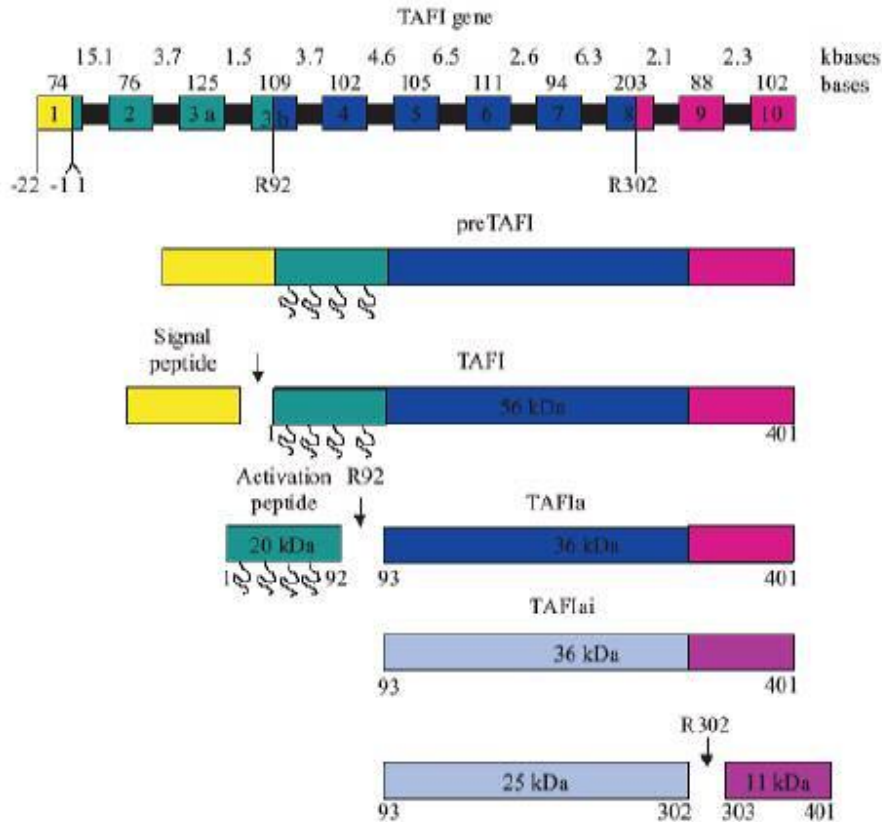 TAFI gene
15.1 3.7 1.5 3.7 4.6 6.5 2.6 6.3 2.1 2.3 kbases
74 76 125 109 102 105 111 94 203 88 102 bases
1 2 3 a 3 b 4 5 6 7 8 9 10
-22 -1 1 R92 R302
preTAFI
Signal
peptide
TAFI
56 kDa
1 401
Activation
peptide
R92
TAFIa
20 kDa 36 kDa
1 92 93 401
TAFIai
36 kDa
93 401
R302
25 kDa 11 kDa
93 302 303 401